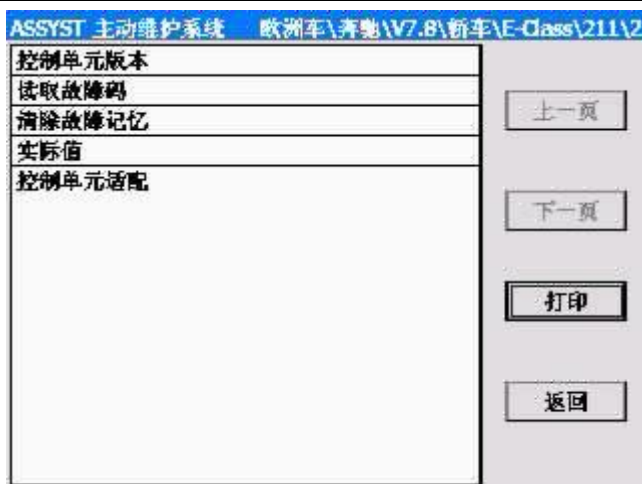 ASSYST 主动维护系统 欧洲车\奔驰\V7.8\轿车\E-Class\211\2
控制单元版本
读取故障码
清除故障记忆
实际值
控制单元适配
上一页
下一页
打印
返回